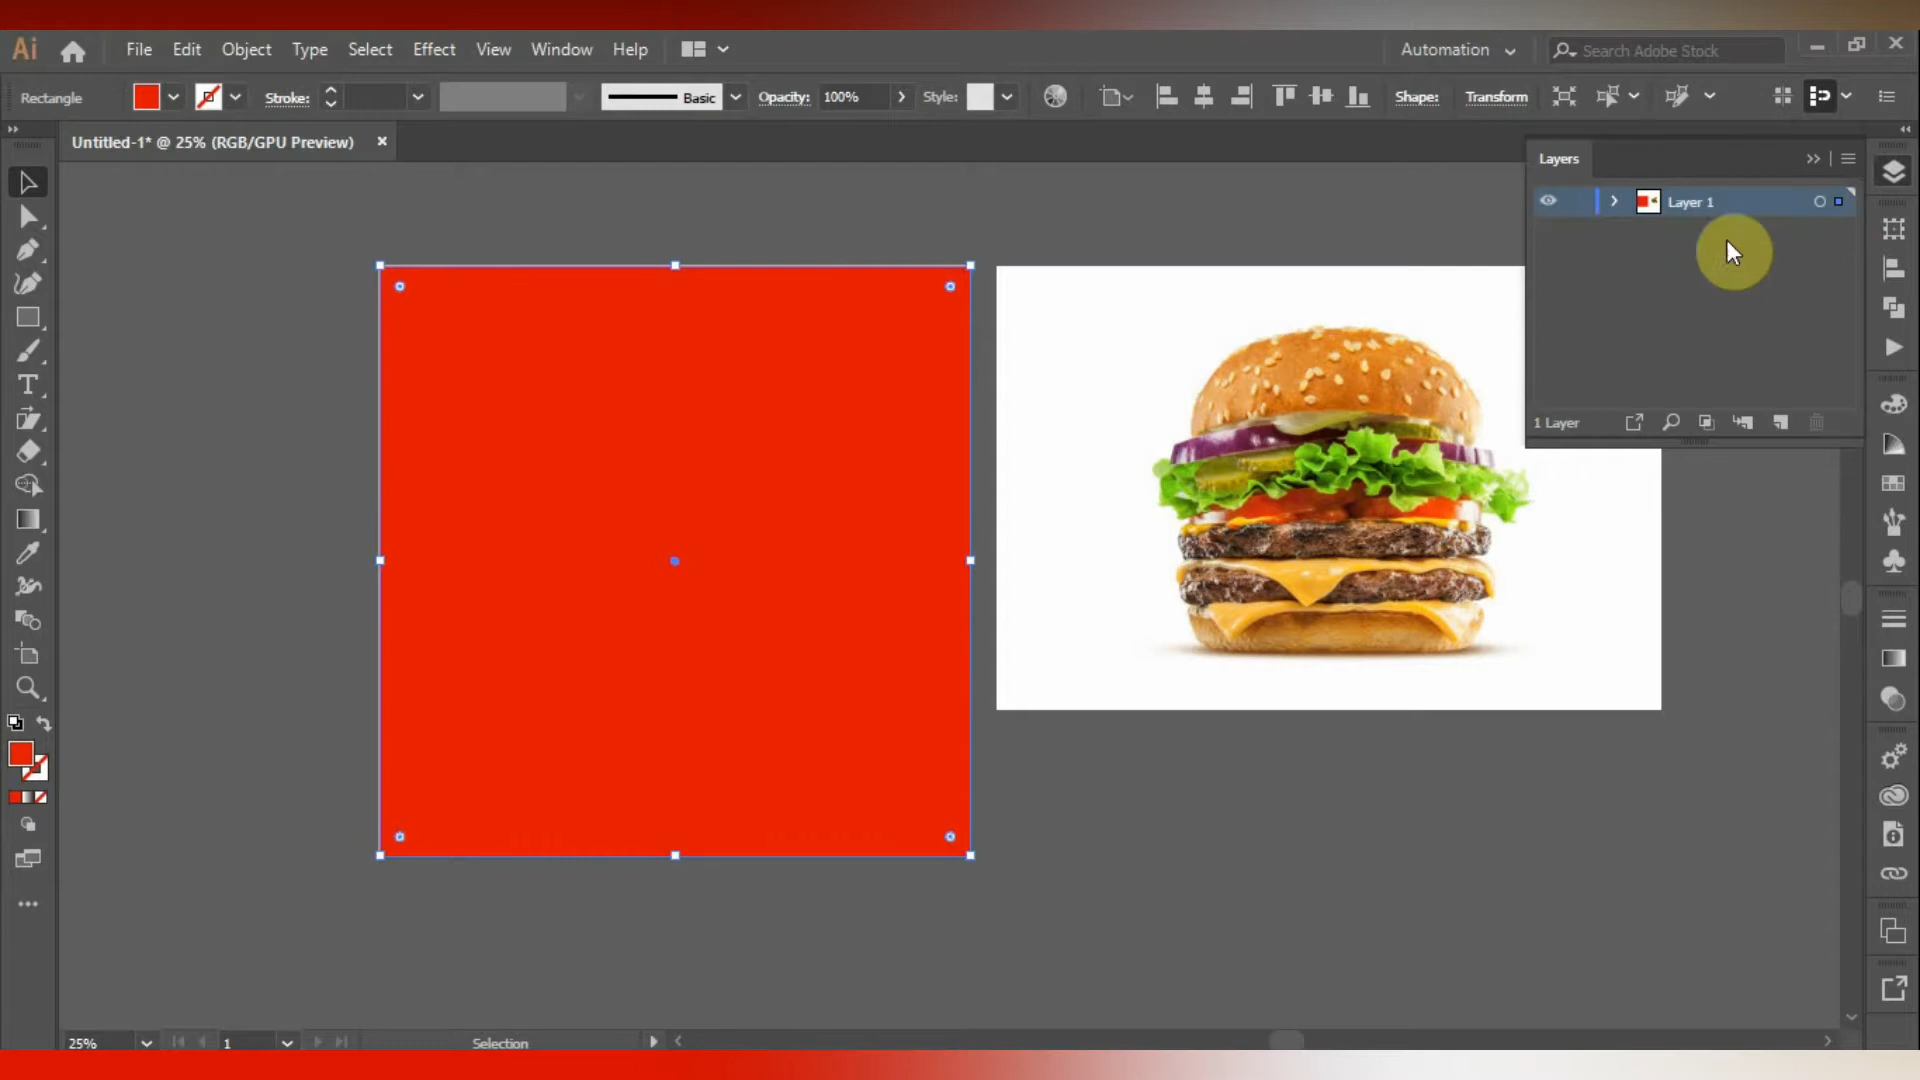 Ai File Edit Object Type Select Effect View Window Help Automation Search Adobe Stock
Rectangle Stroke: Basic Opacity: 100% Style: Shape: Transform
Untitled-1* @ 25% (RGB/GPU Preview)
Layers
Layer 1
1 Layer
25% 1 Selection